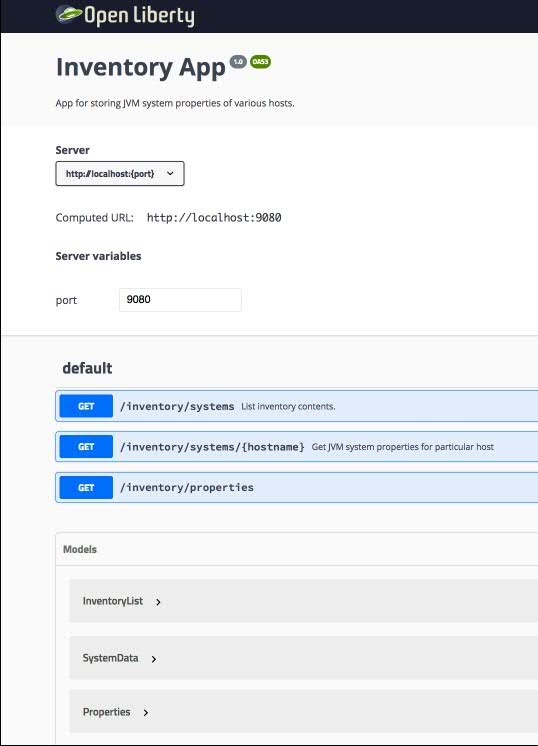 Open Liberty
Inventory App 1.0 OAS3
App for storing JVM system properties of various hosts.
Server
http://localhost:{port}
Computed URL: http://localhost:9080
Server variables
port 9080
default
GET /inventory/systems List inventory contents.
GET /inventory/systems/{hostname} Get JVM system properties for particular host
GET /inventory/properties
Models
InventoryList
SystemData
Properties